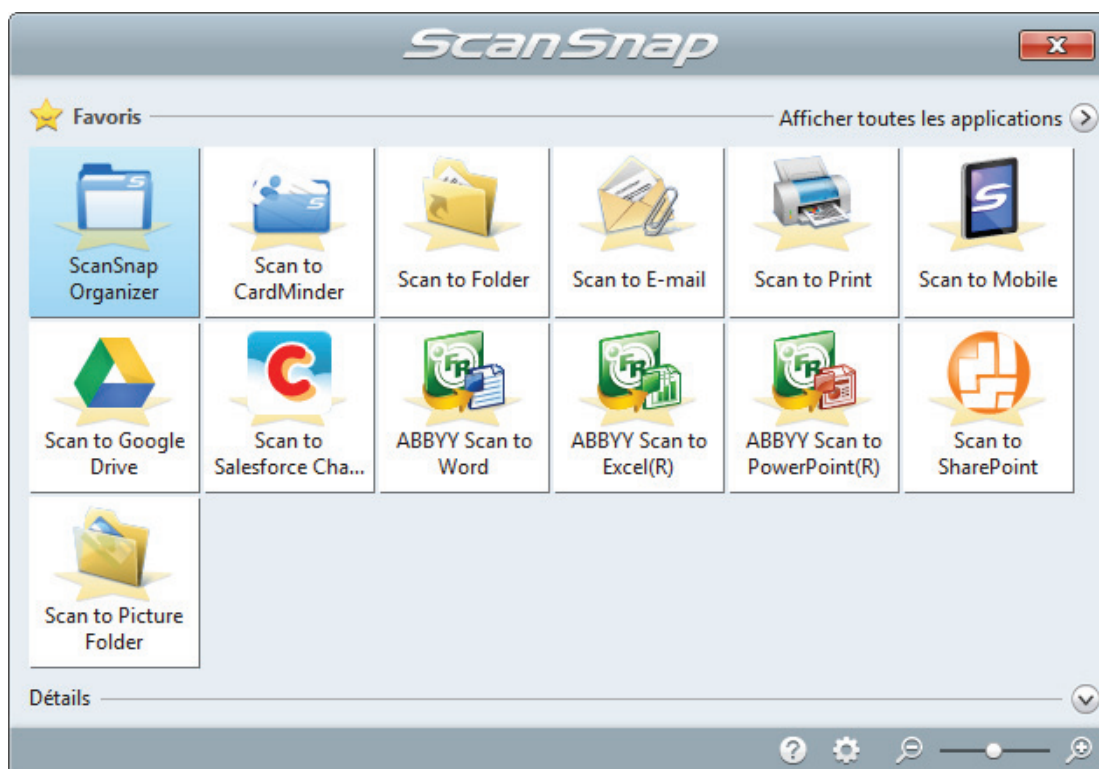 ScanSnap
Favoris
Afficher toutes les applications
ScanSnap
Organizer
Scan to
CardMinder
Scan to Folder
Scan to E-mail
Scan to Print
Scan to Mobile
Scan to Google
Drive
Scan to
Salesforce Cha...
ABBYY Scan to
Word
ABBYY Scan to
Excel(R)
ABBYY Scan to
PowerPoint(R)
Scan to
SharePoint
Scan to Picture
Folder
Détails